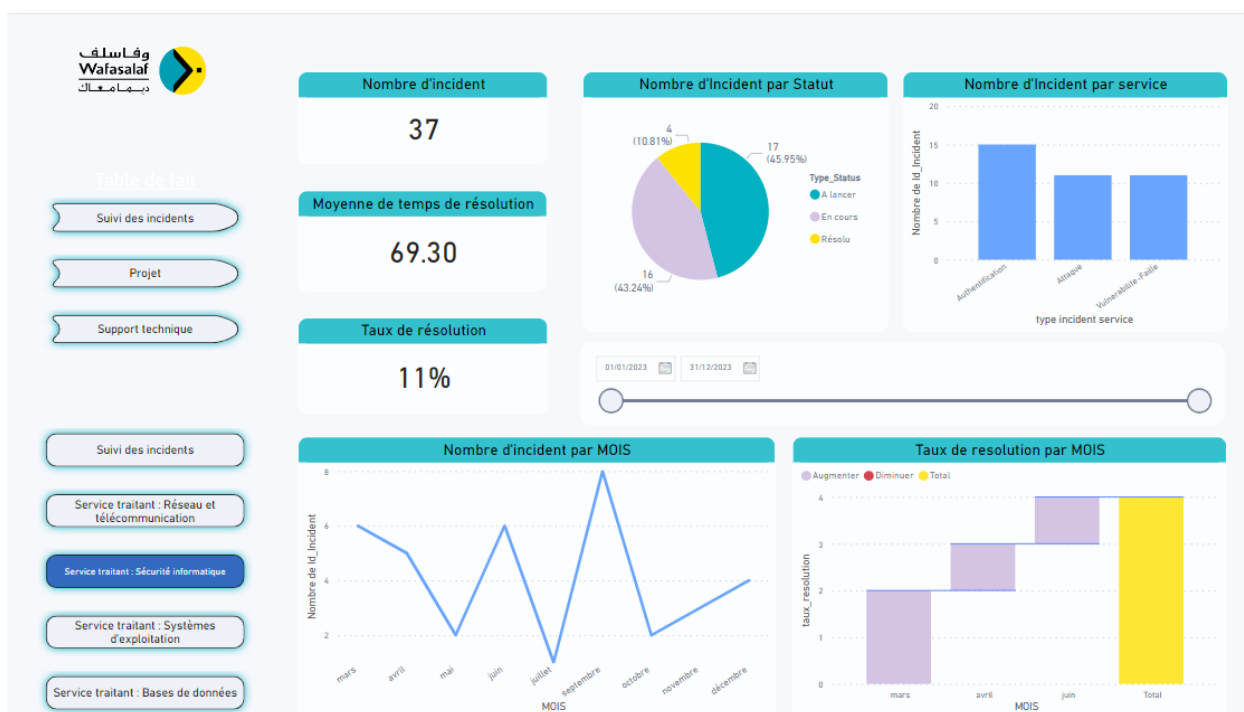 وفاسلف
Wafasalaf
ديـمـا مـعـاك
Table de fait
Suivi des incidents
Projet
Support technique
Suivi des incidents
Service traitant : Réseau et
télécommunication
Service traitant : Sécurité informatique
Service traitant : Systèmes
d'exploitation
Service traitant : Bases de données
Nombre d'incident
37
Moyenne de temps de résolution
69.30
Taux de résolution
11%
Nombre d'Incident par Statut
4
(10.81%)
17
(45.95%)
16
(43.24%)
Type_Status
A lancer
En cours
Résolu
Nombre d'Incident par service
Nombre de Id_Incident
20
15
10
5
0
Authentification
Attaque
Vulnerabilite-Faille
type incident service
01/01/2023
31/12/2023
Nombre d'incident par MOIS
Nombre de Id_Incident
8
6
4
2
mars
avril
mai
juin
juillet
septembre
octobre
novembre
décembre
MOIS
Taux de resolution par MOIS
Augmenter
Diminuer
Total
taux_resolution
4
3
2
1
0
mars
avril
juin
Total
MOIS